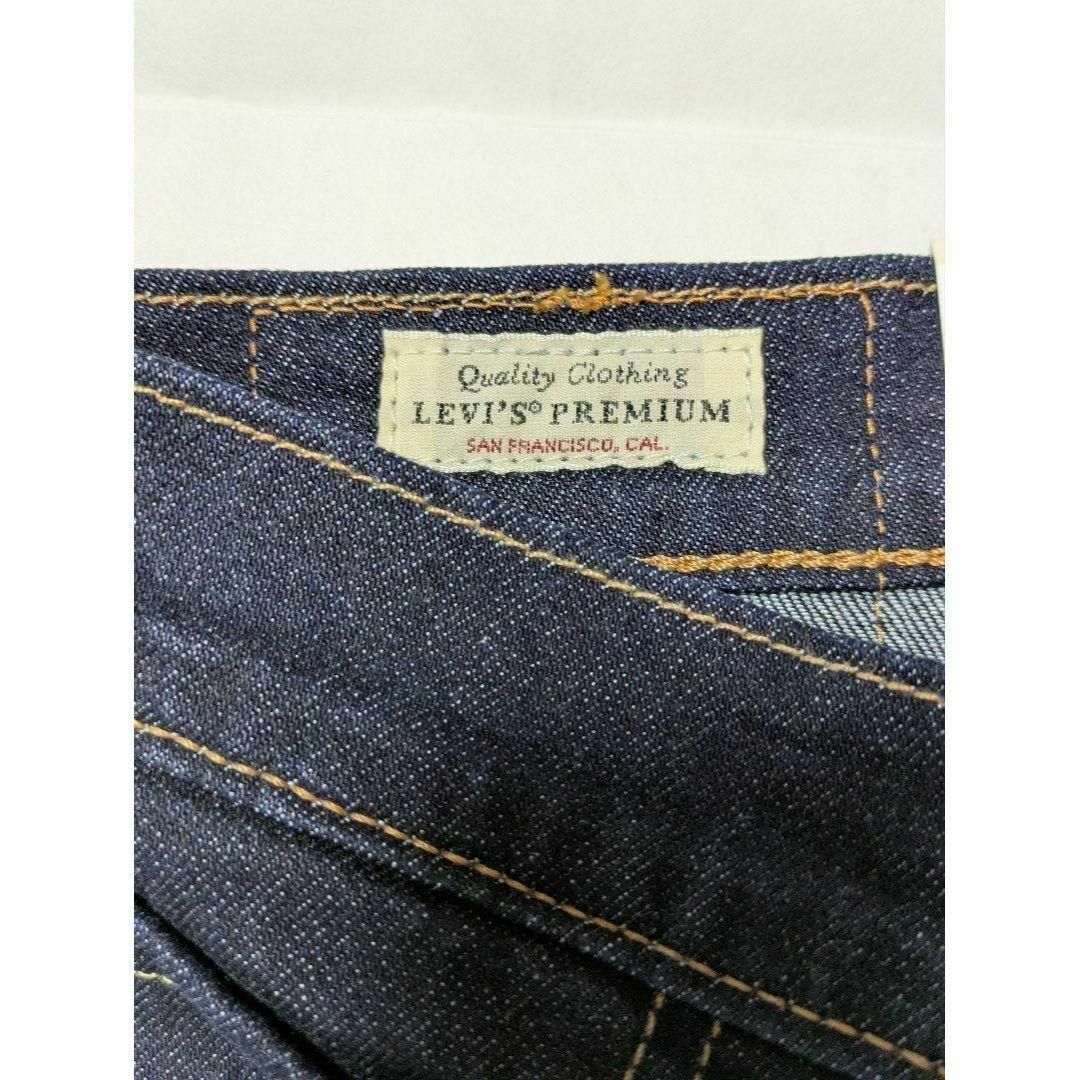 Quality Clothing
LEVI'S® PREMIUM
SAN FRANCISCO, CAL.